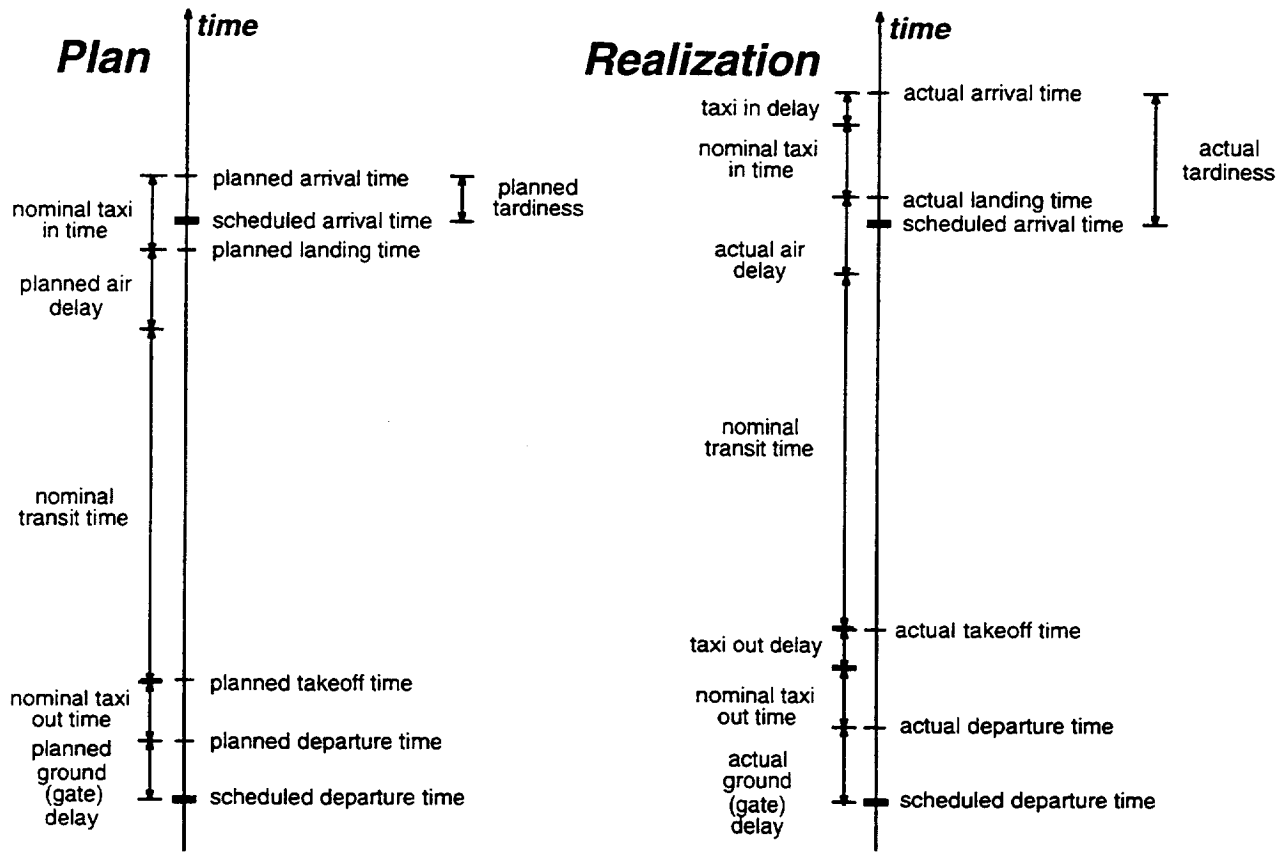 Plan
time
planned arrival time
planned
tardiness
nominal taxi
in time
scheduled arrival time
planned landing time
planned air
delay
nominal
transit time
planned takeoff time
nominal taxi
out time
planned departure time
planned
ground
(gate)
delay
scheduled departure time
Realization
time
actual arrival time
taxi in delay
nominal taxi
in time
actual
tardiness
actual landing time
scheduled arrival time
actual air
delay
nominal
transit time
actual takeoff time
taxi out delay
nominal taxi
out time
actual departure time
actual
ground
(gate)
delay
scheduled departure time